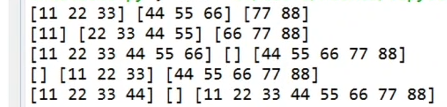 [11 22 33] [44 55 66] [77 88]
[11] [22 33 44 55] [66 77 88]
[11 22 33 44 55 66] [] [44 55 66 77 88]
[] [11 22 33] [44 55 66 77 88]
[11 22 33 44] [] [11 22 33 44 55 66 77 88]